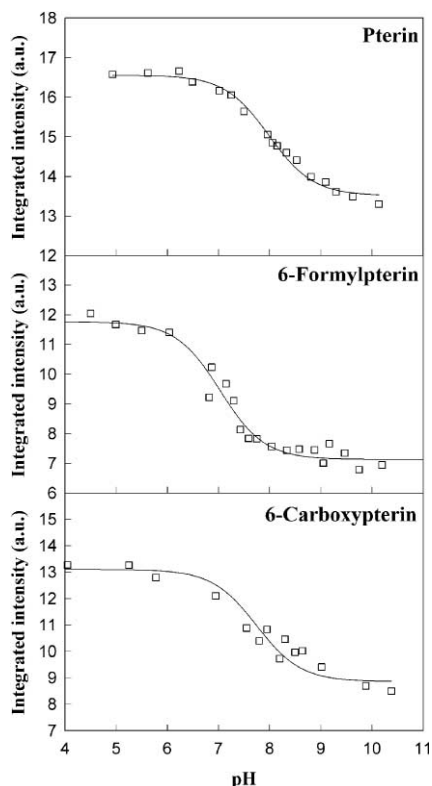 Pterin
Integrated intensity (a.u.)
18
17
16
15
14
13
12
6-Formylpterin
Integrated intensity (a.u.)
12
11
10
9
8
7
6
6-Carboxypterin
Integrated intensity (a.u.)
15
14
13
12
11
10
9
8
7
4 5 6 7 8 9 10 11
pH